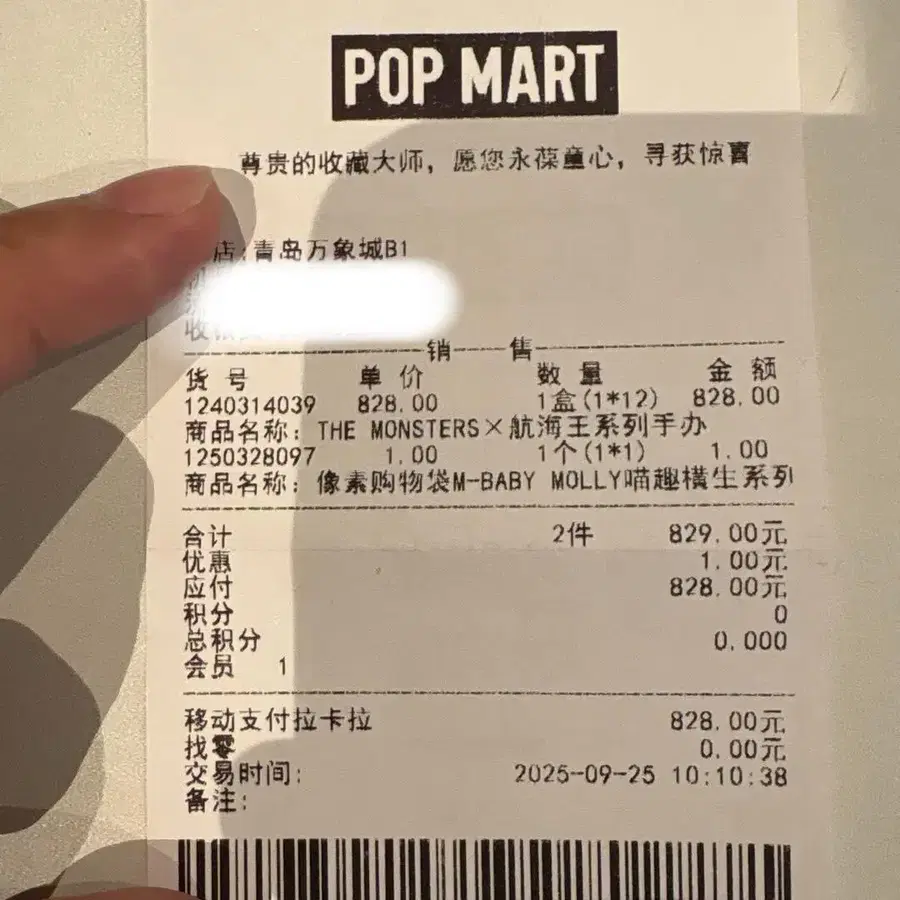 POP MART
尊贵的收藏大师，愿您永葆童心，寻获惊喜
店:青岛万象城B1
销——售
货号 单价 数量 金额
1240314039 828.00 1盒(1*12) 828.00
商品名称: THE MONSTERS×航海王系列手办
1250328097 1.00 1个(1*1) 1.00
商品名称: 像素购物袋M-BABY MOLLY喵趣横生系列
合计 2件 829.00元
优惠 1.00元
应付 828.00元
积分 0
总积分 0.000
会员 1
移动支付拉卡拉 828.00元
找零 0.00元
交易时间: 2025-09-25 10:10:38
备注: